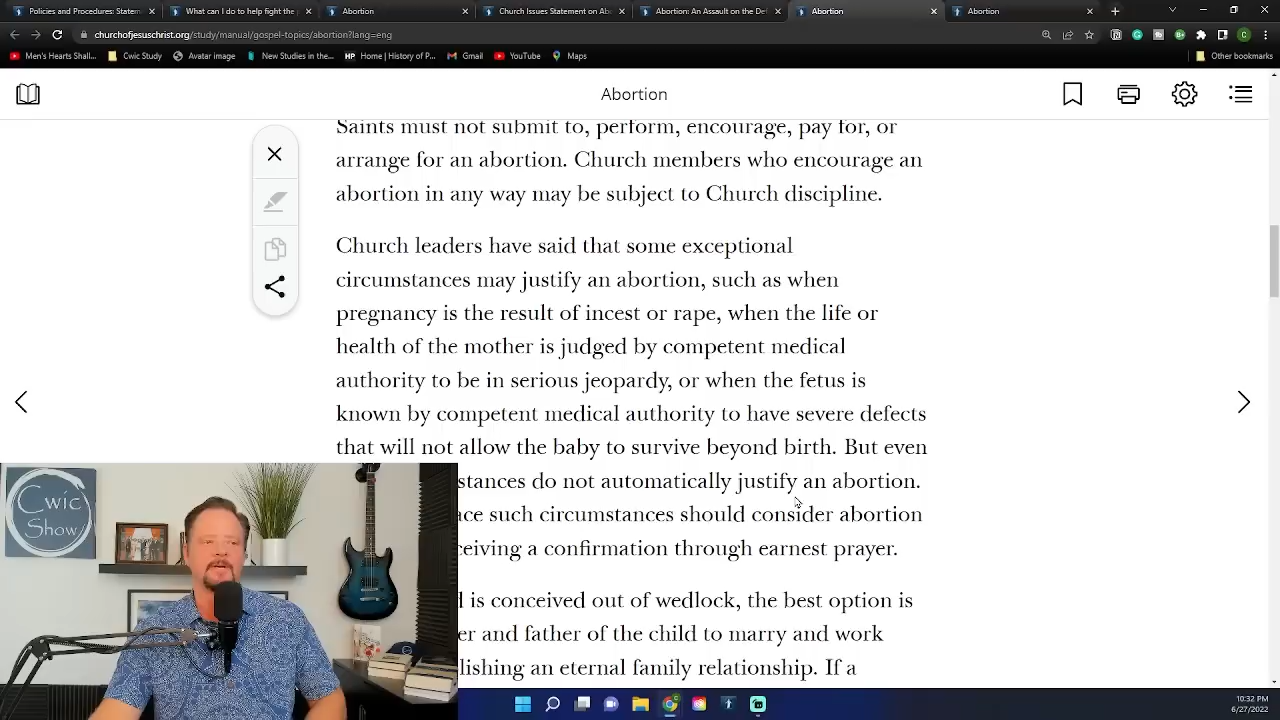 Policies and Procedures: Statem
What can I do to help fight the
Abortion
Church Issues Statement on Ab
Abortion: An Assault on the Def
Abortion
Abortion
churchofjesuschrist.org/study/manual/gospel-topics/abortion?lang=eng
Men's Hearts Shall...
Cwic Study
Avatar image
New Studies in the...
HP Home | History of P...
Gmail
YouTube
Maps
Other bookmarks
Abortion
Saints must not submit to, perform, encourage, pay for, or
arrange for an abortion. Church members who encourage an
abortion in any way may be subject to Church discipline.
Church leaders have said that some exceptional
circumstances may justify an abortion, such as when
pregnancy is the result of incest or rape, when the life or
health of the mother is judged by competent medical
authority to be in serious jeopardy, or when the fetus is
known by competent medical authority to have severe defects
that will not allow the baby to survive beyond birth. But even
stances do not automatically justify an abortion.
ace such circumstances should consider abortion
ceiving a confirmation through earnest prayer.
d is conceived out of wedlock, the best option is
er and father of the child to marry and work
lishing an eternal family relationship. If a
Cwic
Show
10:32 PM
6/27/2022